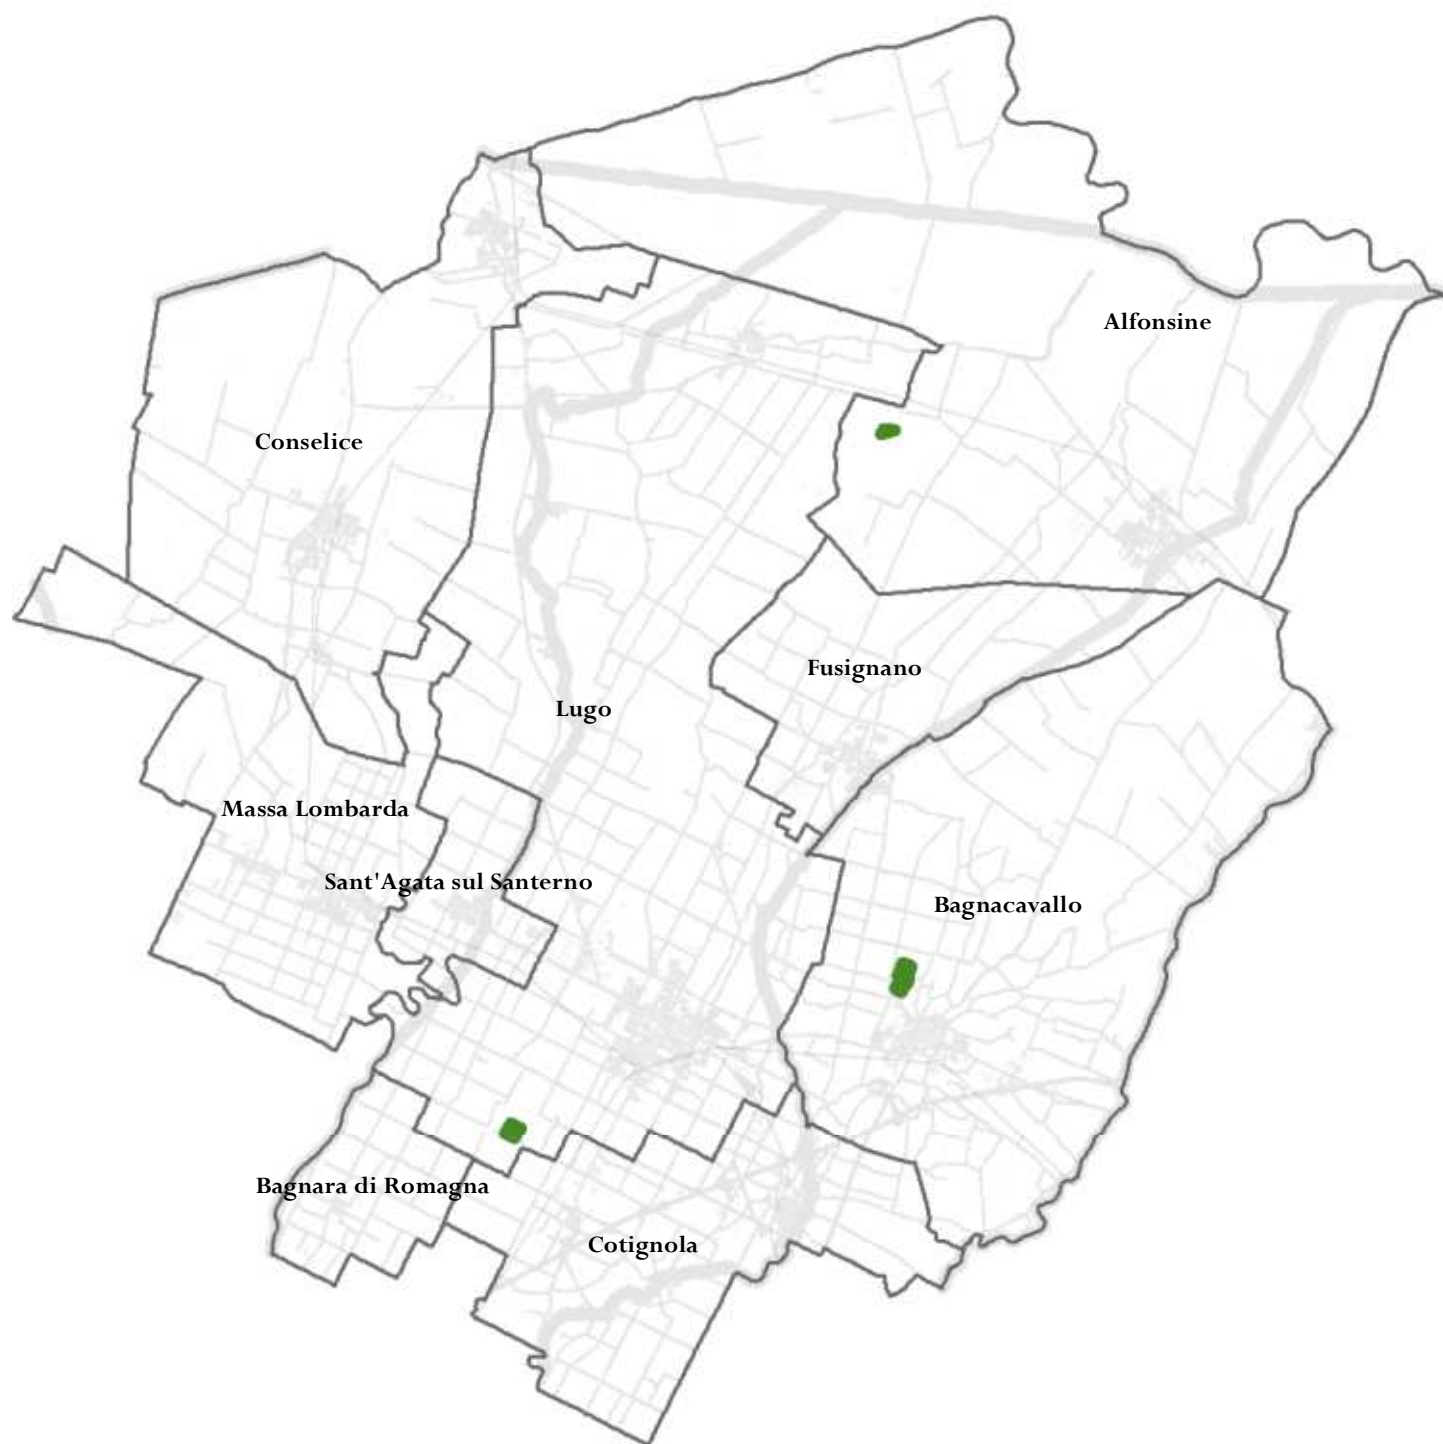 Alfonsine
Conselice
Fusignano
Lugo
Massa Lombarda
Sant'Agata sul Santerno
Bagnacavallo
Bagnara di Romagna
Cotignola